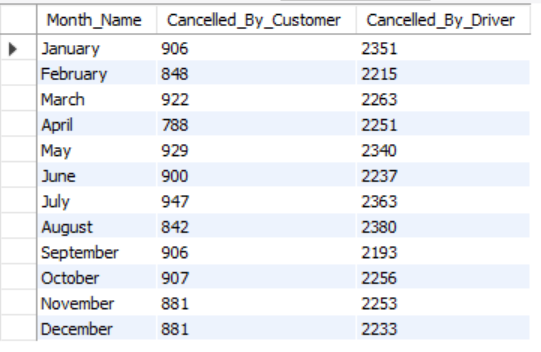 Month_Name Cancelled_By_Customer Cancelled_By_Driver
January 906 2351
February 848 2215
March 922 2263
April 788 2251
May 929 2340
June 900 2237
July 947 2363
August 842 2380
September 906 2193
October 907 2256
November 881 2253
December 881 2233